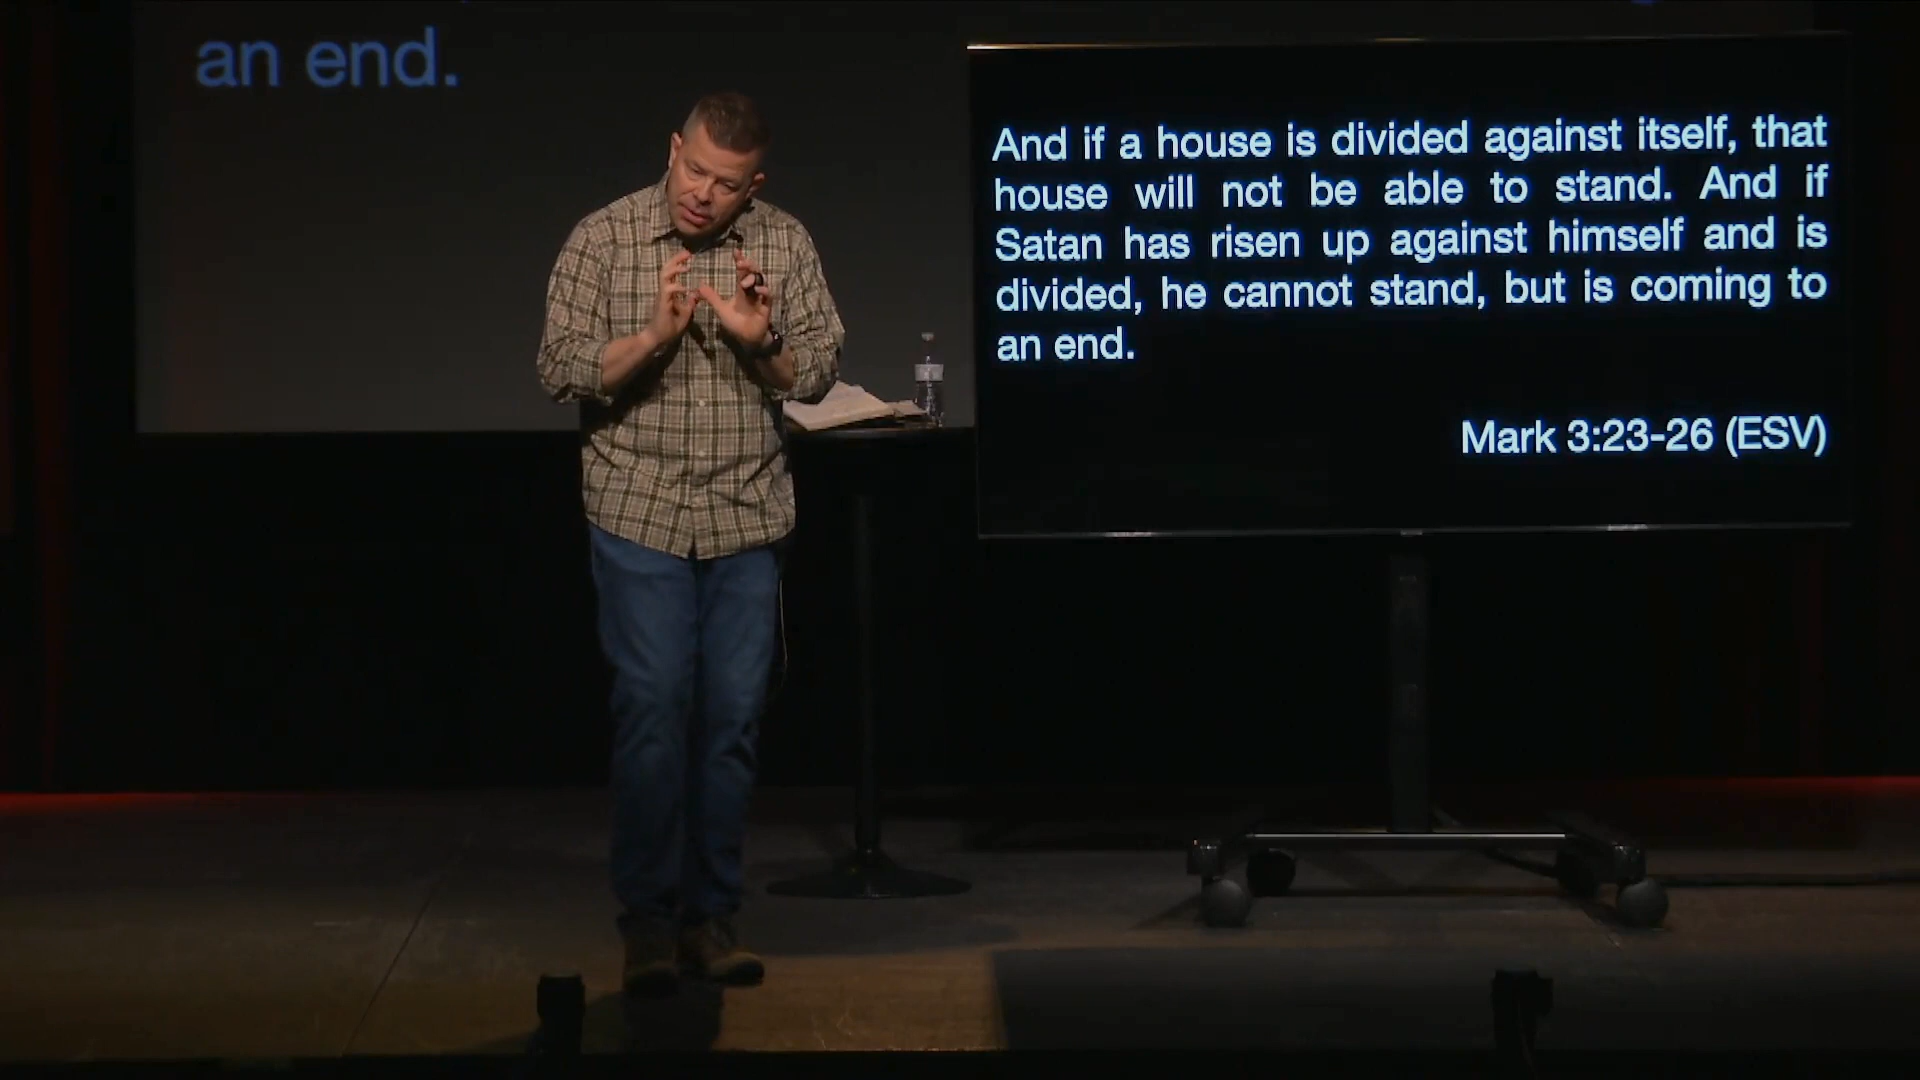 an end.
And if a house is divided against itself, that
house will not be able to stand. And if
Satan has risen up against himself and is
divided, he cannot stand, but is coming to
an end.
Mark 3:23-26 (ESV)